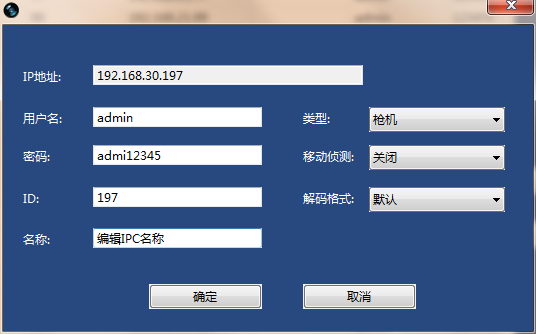 IP地址: 192.168.30.197
用户名: admin 类型: 枪机
密码: admi12345 移动侦测: 关闭
ID: 197 解码格式: 默认
名称: 编辑IPC名称
确定 取消